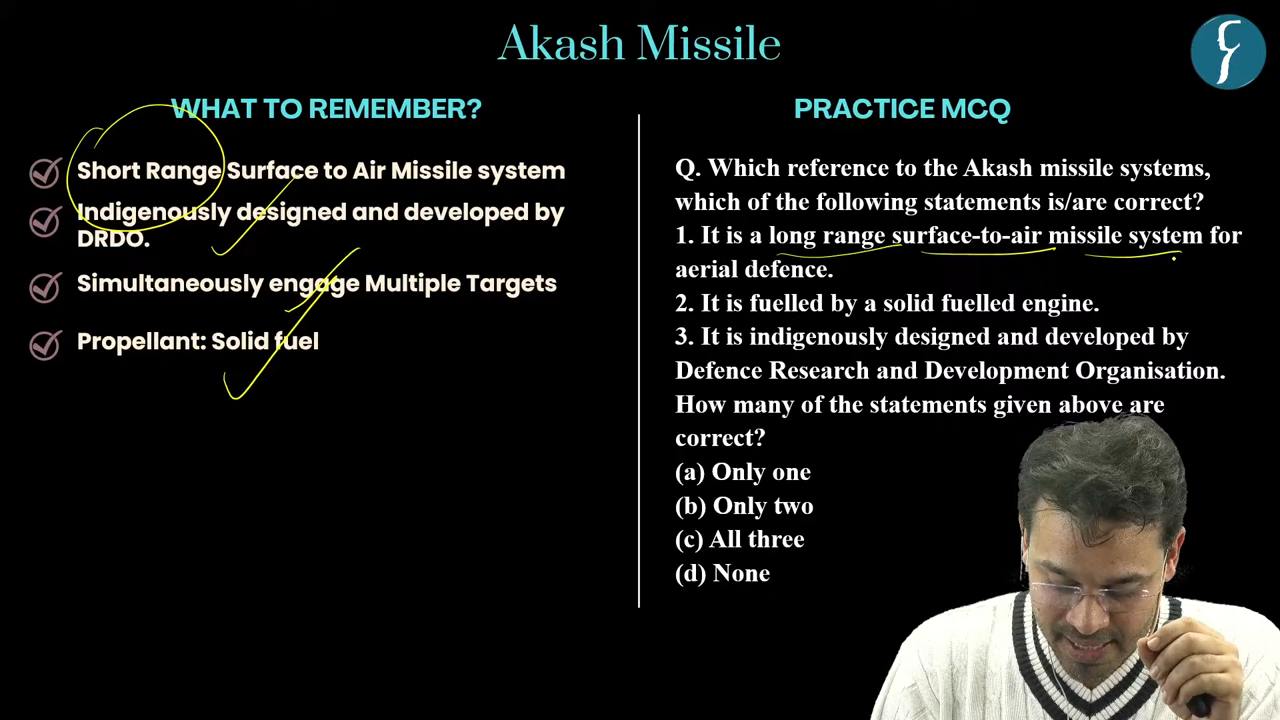 Akash Missile
WHAT TO REMEMBER?
Short Range Surface to Air Missile system
Indigenously designed and developed by
DRDO.
Simultaneously engage Multiple Targets
Propellant: Solid fuel
PRACTICE MCQ
Q. Which reference to the Akash missile systems,
which of the following statements is/are correct?
1. It is a long range surface-to-air missile system for
aerial defence.
2. It is fuelled by a solid fuelled engine.
3. It is indigenously designed and developed by
Defence Research and Development Organisation.
How many of the statements given above are
correct?
(a) Only one
(b) Only two
(c) All three
(d) None